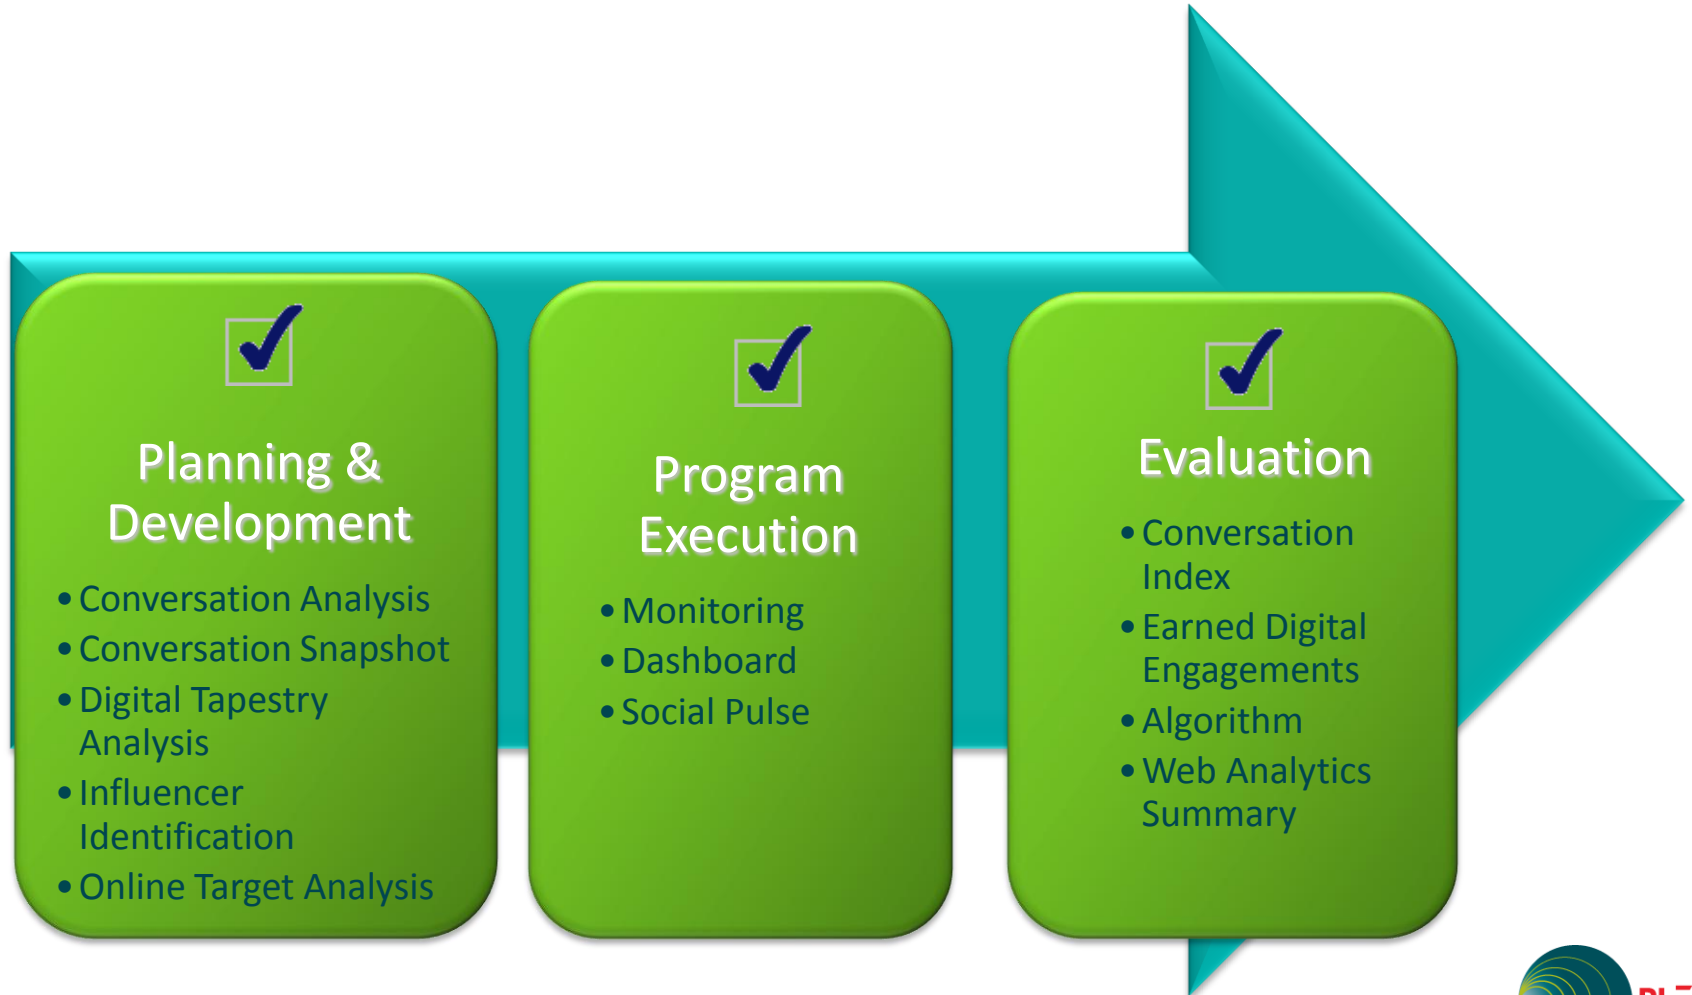 Planning &
Development
• Conversation Analysis
• Conversation Snapshot
• Digital Tapestry
Analysis
• Influencer
Identification
• Online Target Analysis
Program
Execution
• Monitoring
• Dashboard
• Social Pulse
Evaluation
• Conversation
Index
• Earned Digital
Engagements
• Algorithm
• Web Analytics
Summary